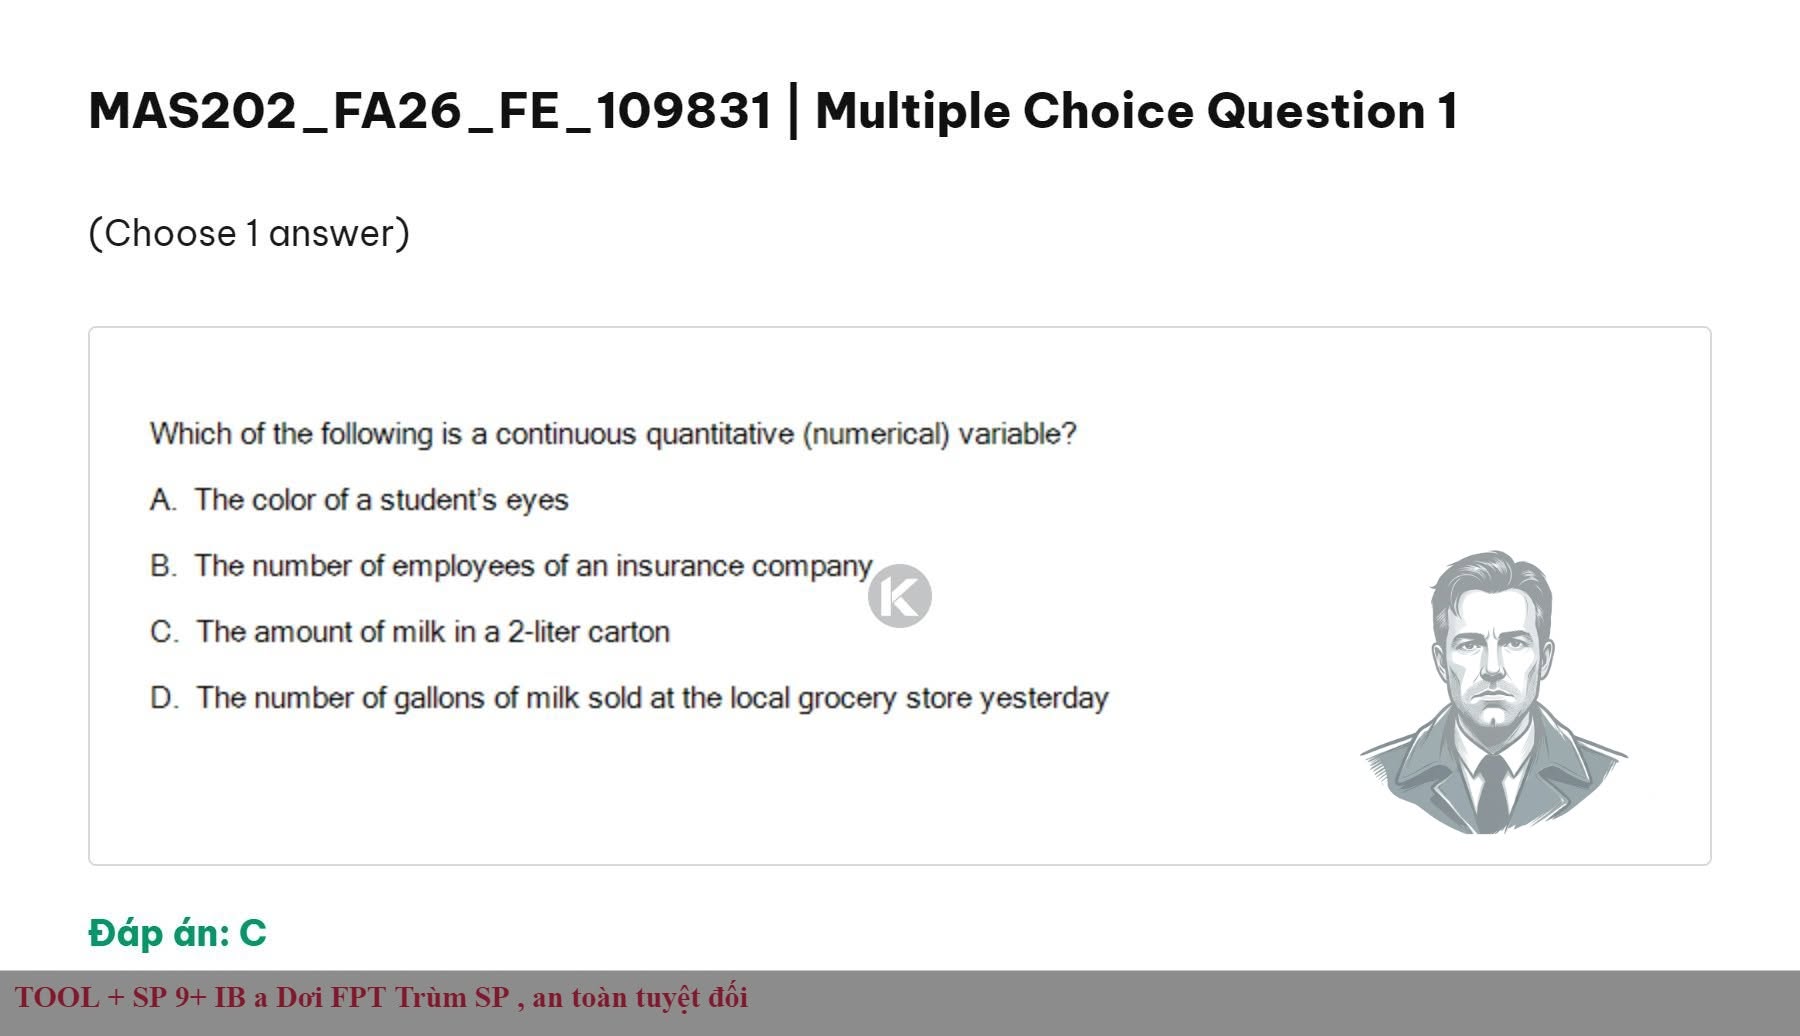 MAS202_FA26_FE_109831 | Multiple Choice Question 1
(Choose 1 answer)
Which of the following is a continuous quantitative (numerical) variable?
A. The color of a student's eyes
B. The number of employees of an insurance company
K
C. The amount of milk in a 2-liter carton
D. The number of gallons of milk sold at the local grocery store yesterday
Đáp án: C
TOOL + SP 9+ IB a Dơi FPT Trùm SP , an toàn tuyệt đối